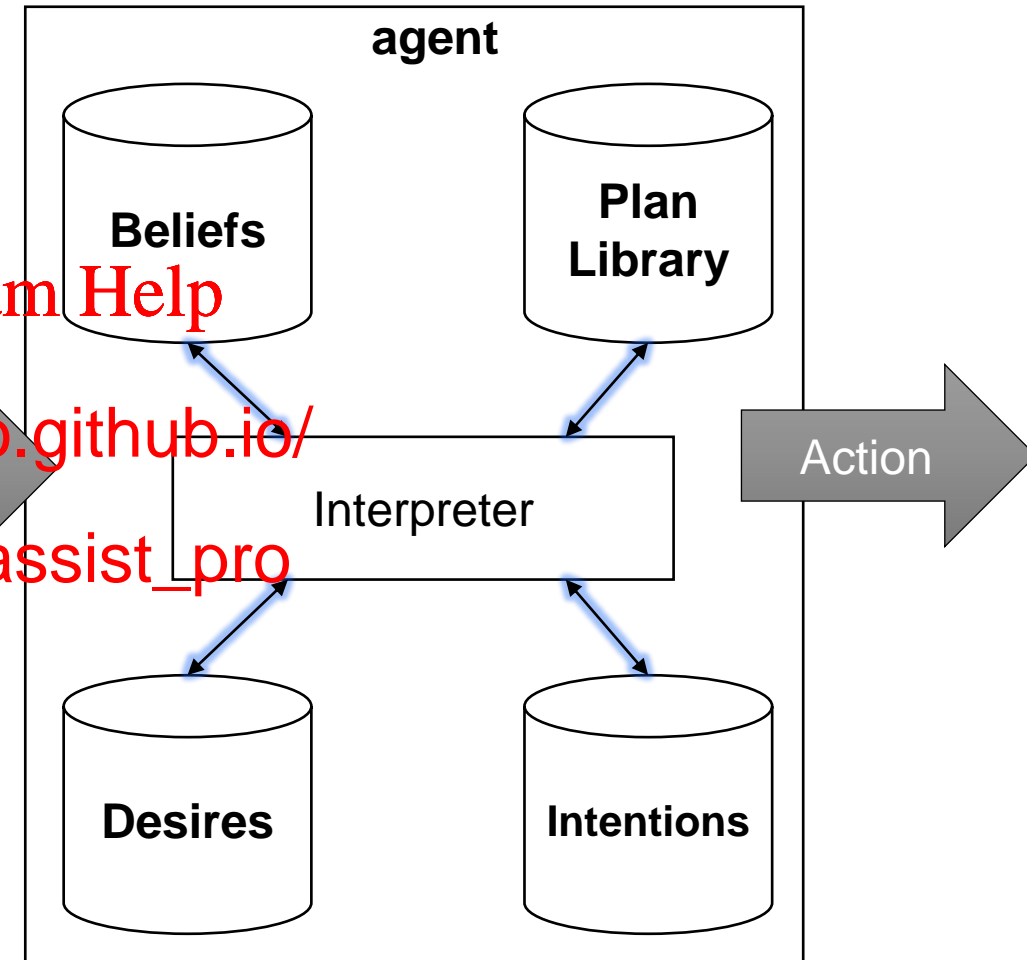 agent
Beliefs
Plan
Library
Help
.github.io/
Interpreter
Action
assist_pro
Desires
Intentions